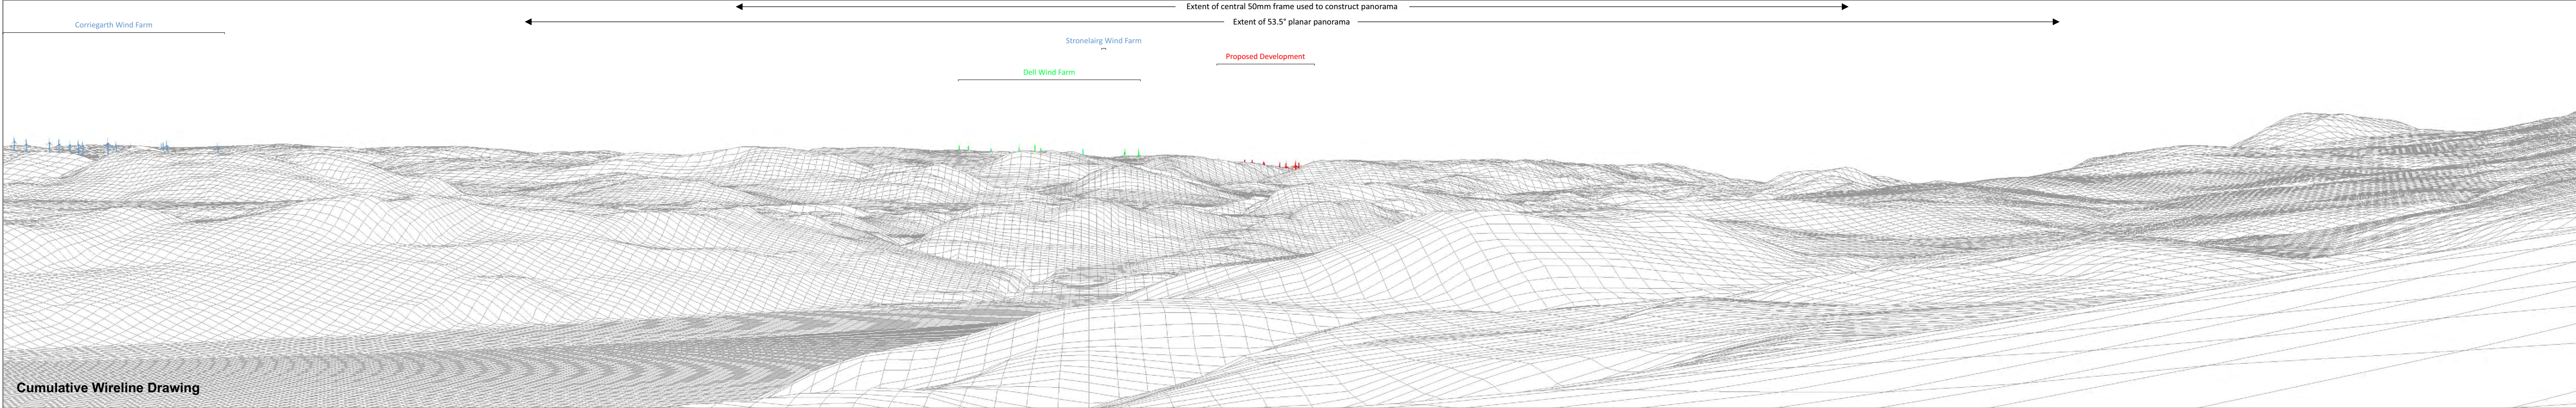 Extent of central 50mm frame used to construct panorama
Extent of 53.5° planar panorama
Corriegarth Wind Farm
Stronelairg Wind Farm
Proposed Development
Dell Wind Farm
Cumulative Wireline Drawing